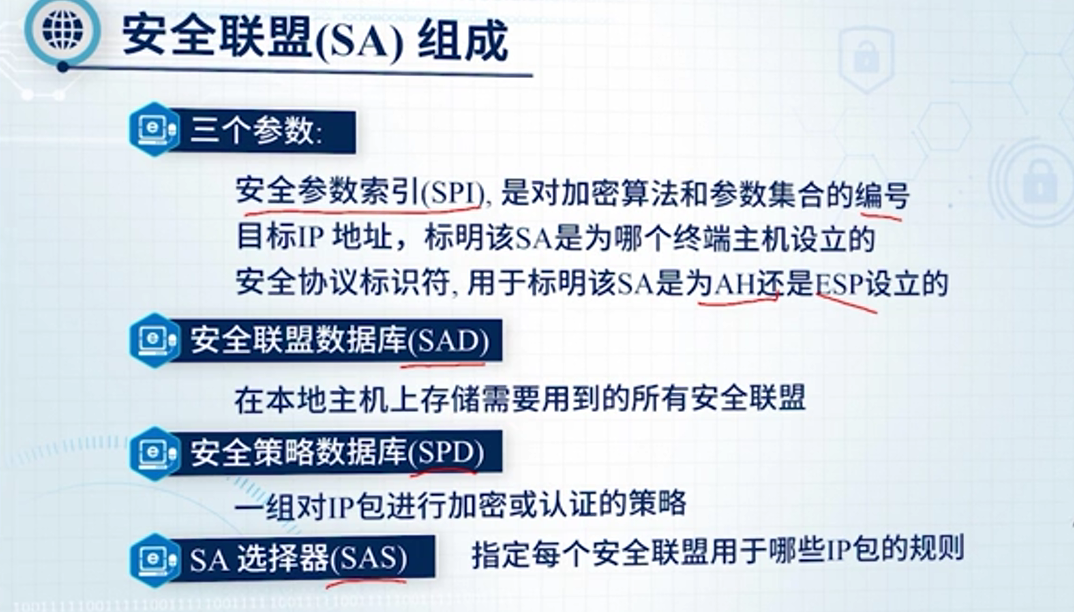 安全联盟(SA) 组成
三个参数:
安全参数索引(SPI), 是对加密算法和参数集合的编号
目标IP 地址，标明该SA是为哪个终端主机设立的
安全协议标识符, 用于标明该SA是为AH还是ESP设立的
安全联盟数据库(SAD)
在本地主机上存储需要用到的所有安全联盟
安全策略数据库(SPD)
一组对IP包进行加密或认证的策略
SA 选择器(SAS) 指定每个安全联盟用于哪些IP包的规则